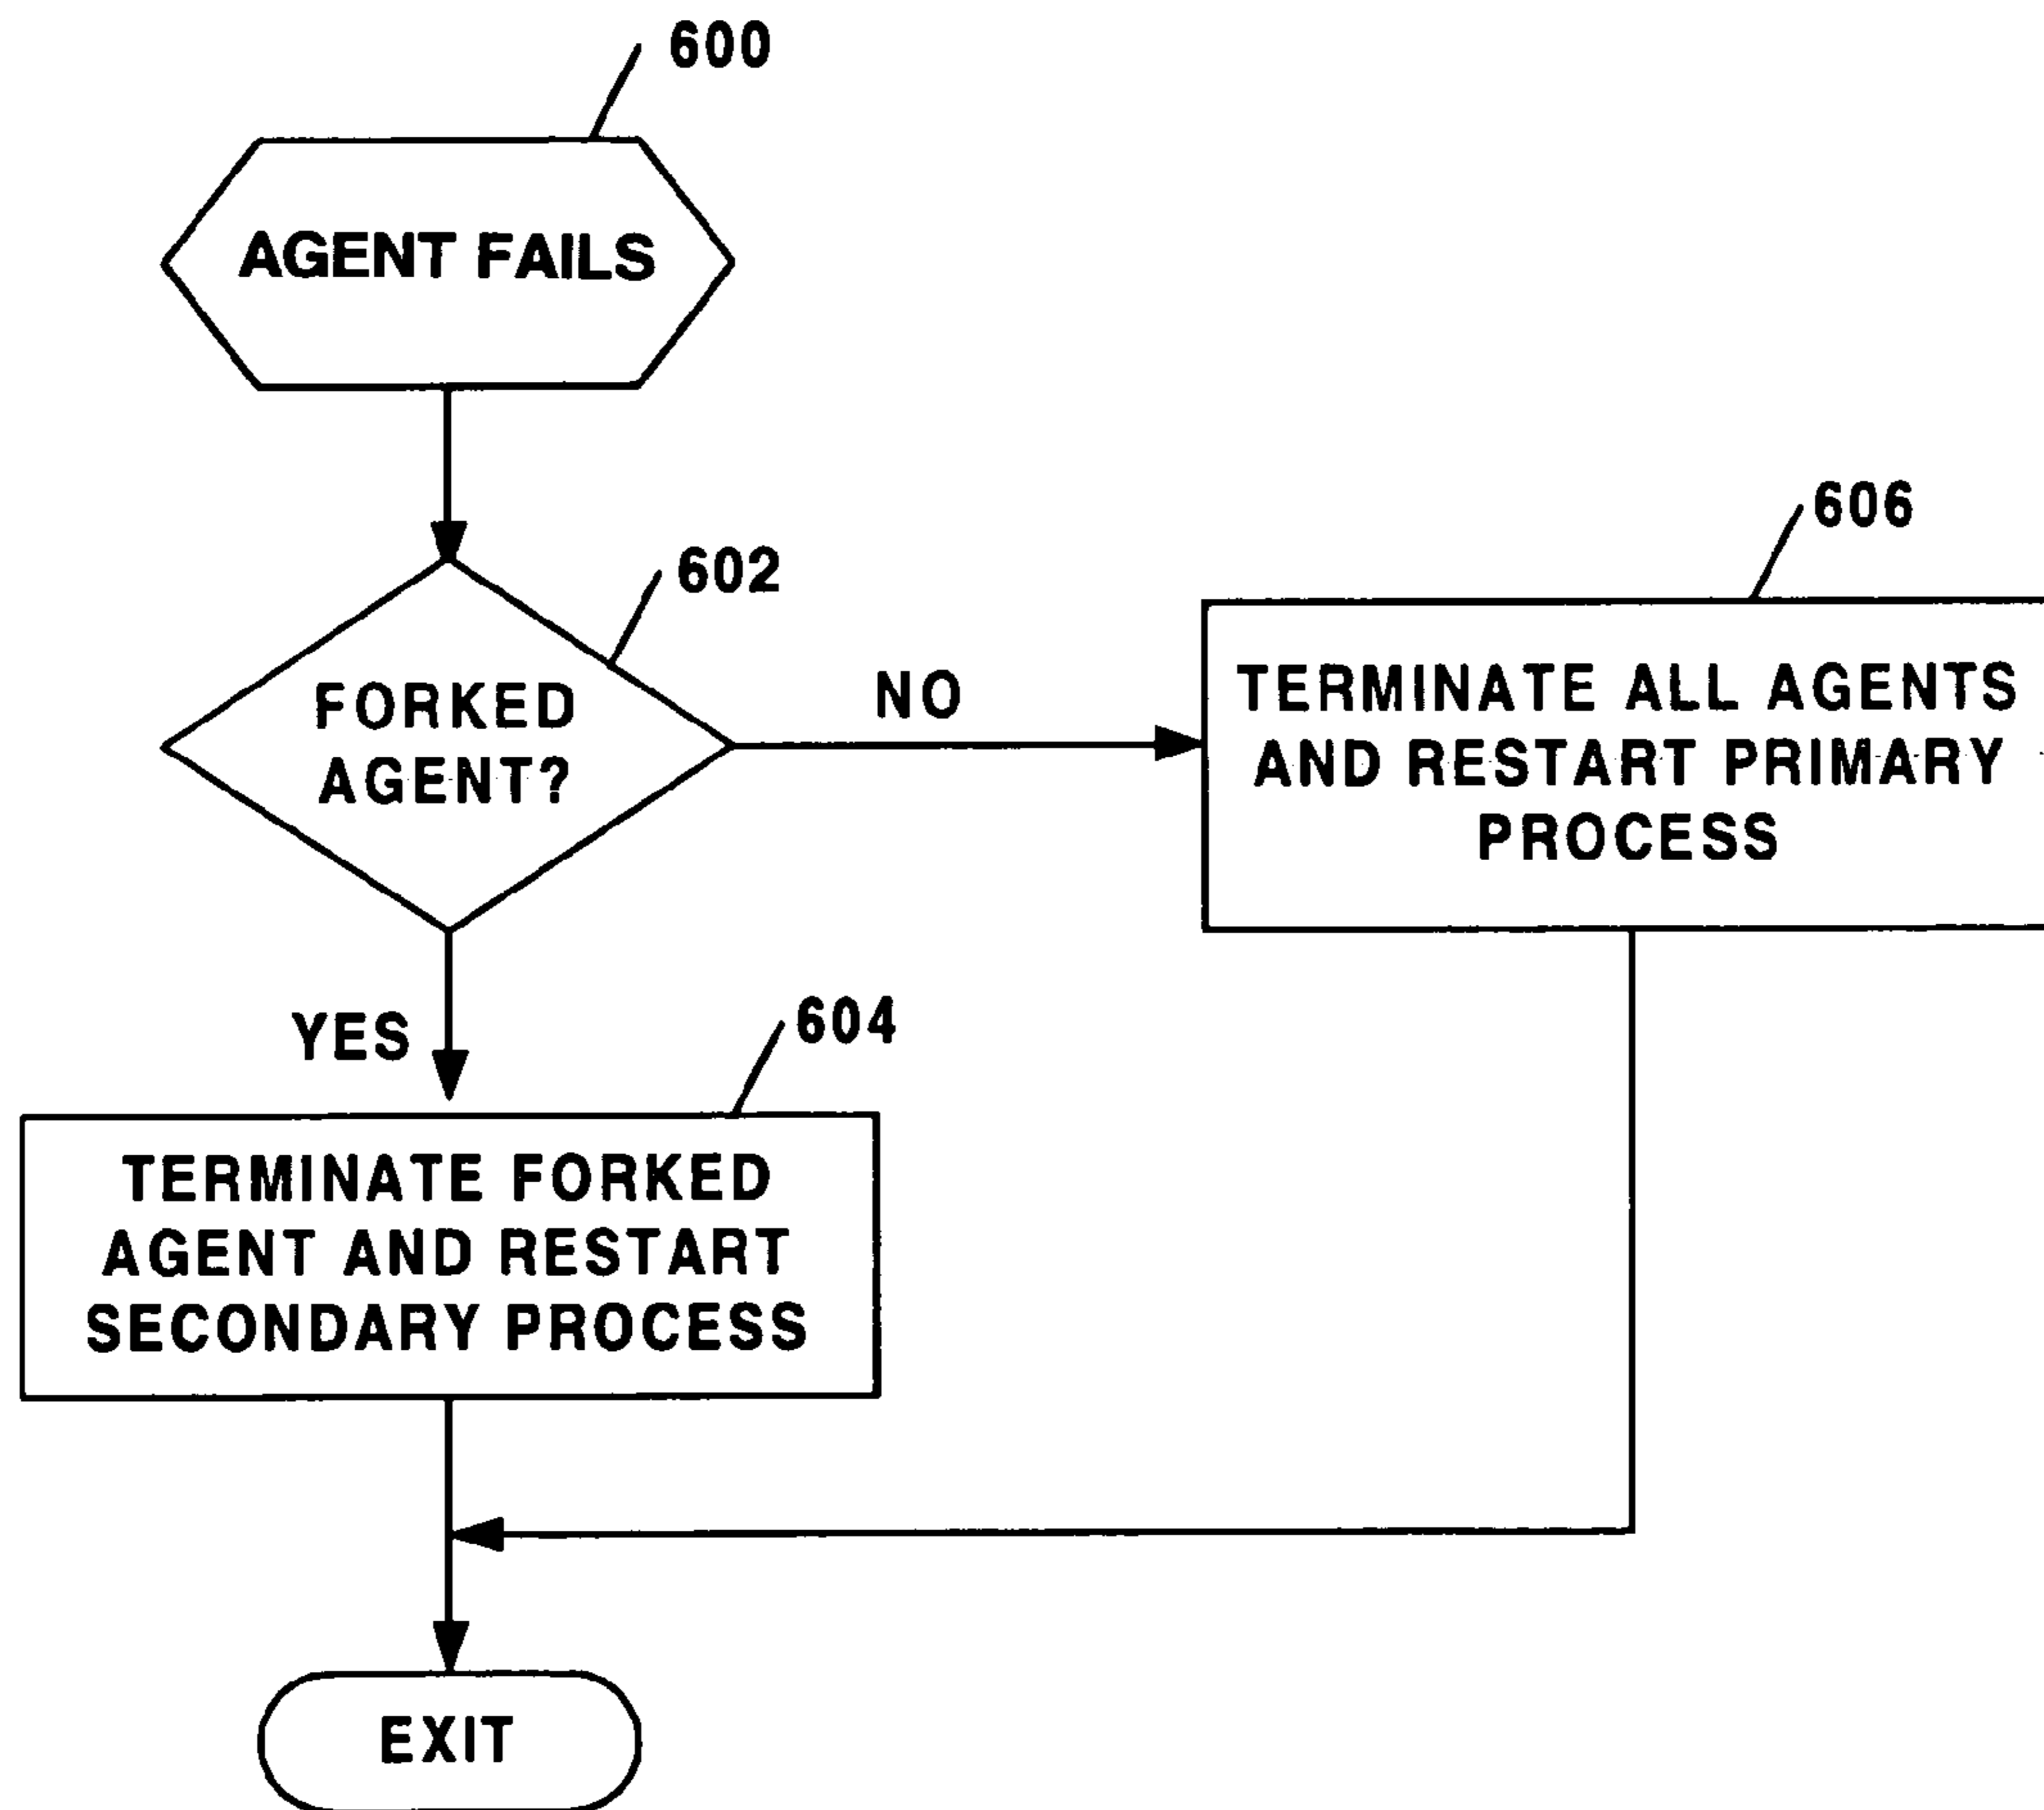 600
AGENT FAILS
602
FORKED
AGENT?
NO
606
TERMINATE ALL AGENTS
AND RESTART PRIMARY
PROCESS
YES
604
TERMINATE FORKED
AGENT AND RESTART
SECONDARY PROCESS
EXIT